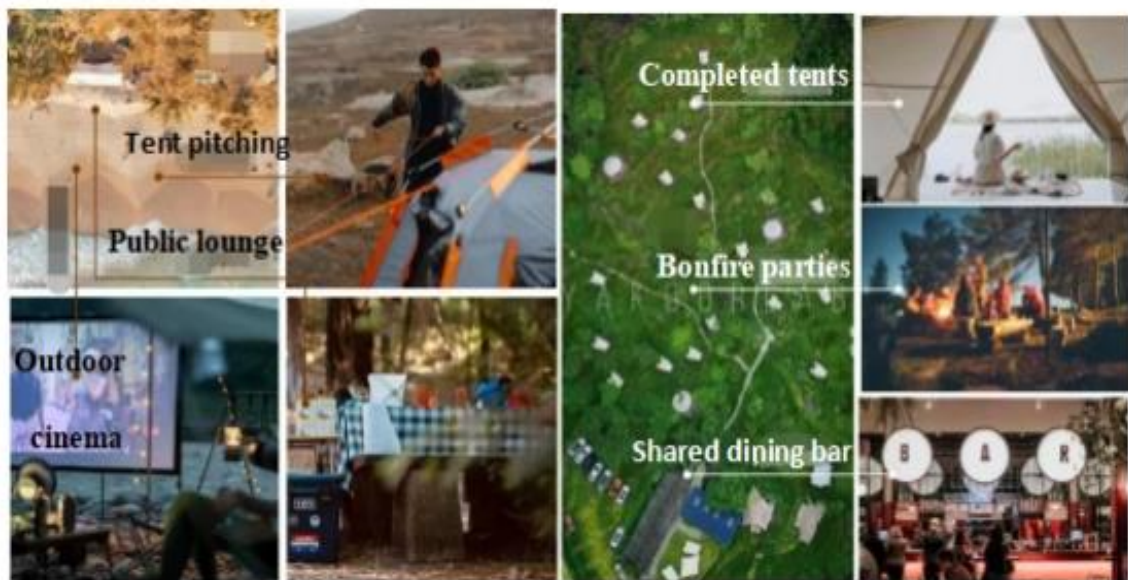 Tent pitching
Public lounge
Outdoor
cinema
Completed tents
Bonfire parties
Shared dining bar
B A R